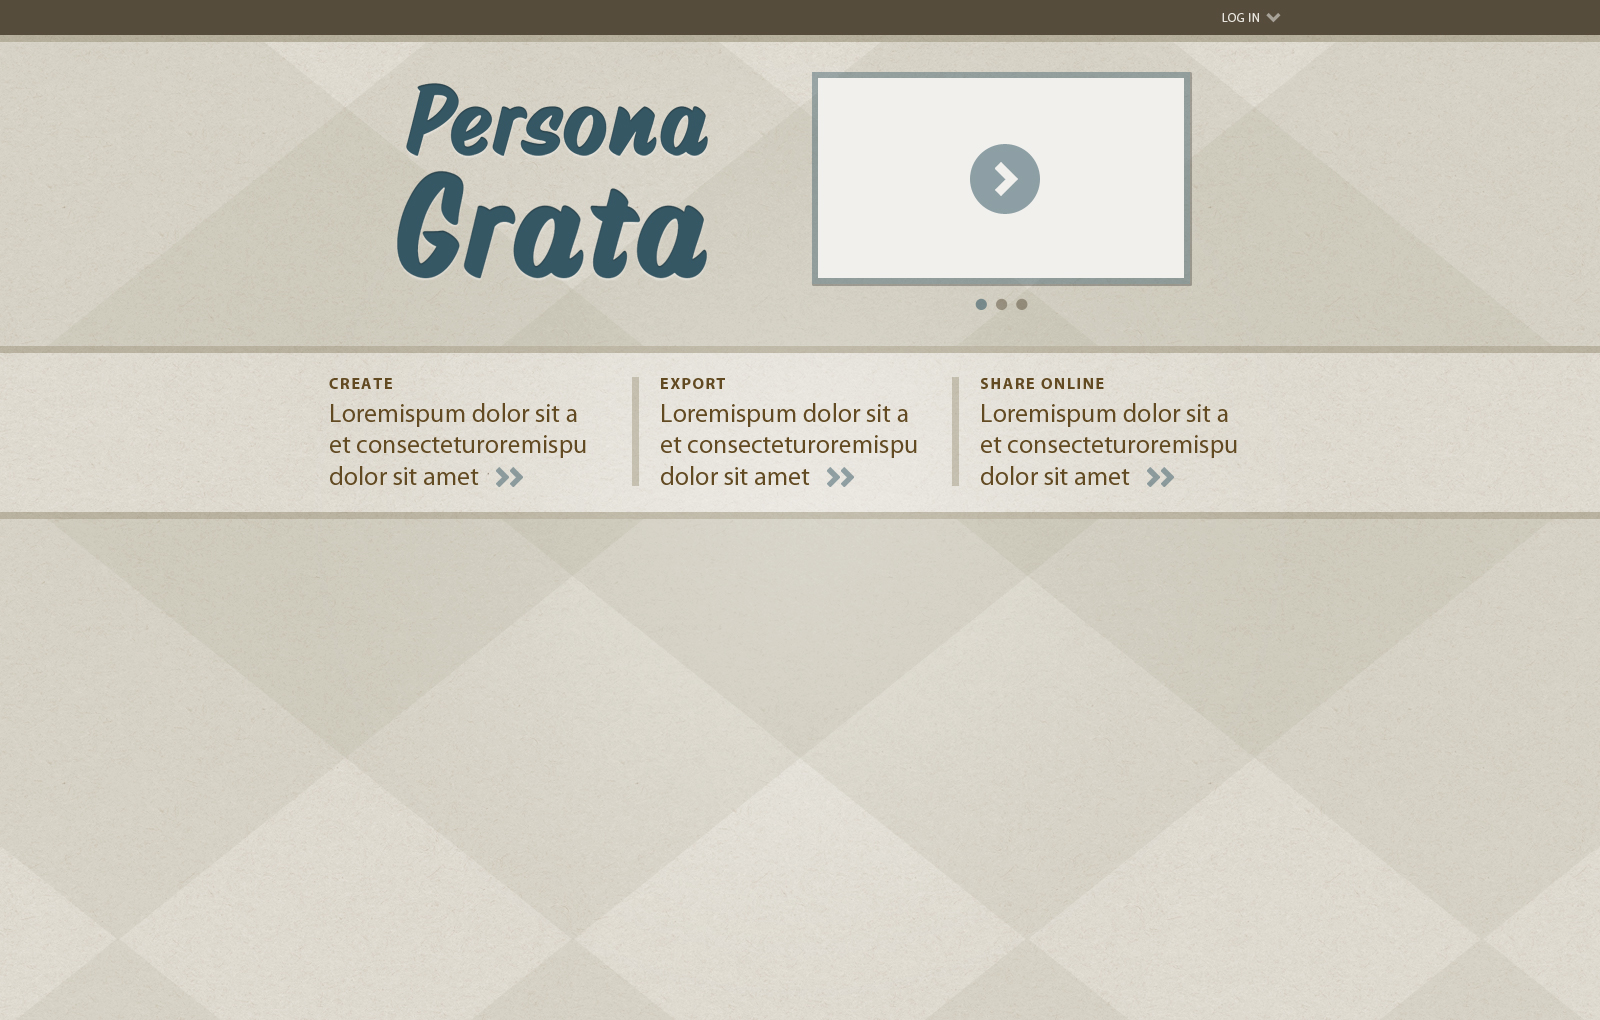 LOG IN
Persona
Grata
CREATE
Loremispum dolor sit a
et consecteturoremispu
dolor sit amet
EXPORT
Loremispum dolor sit a
et consecteturoremispu
dolor sit amet
SHARE ONLINE
Loremispum dolor sit a
et consecteturoremispu
dolor sit amet